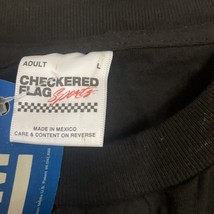 ADULT L
CHECKERED
FLAG Sports
MADE IN MEXICO
CARE & CONTENT ON REVERSE